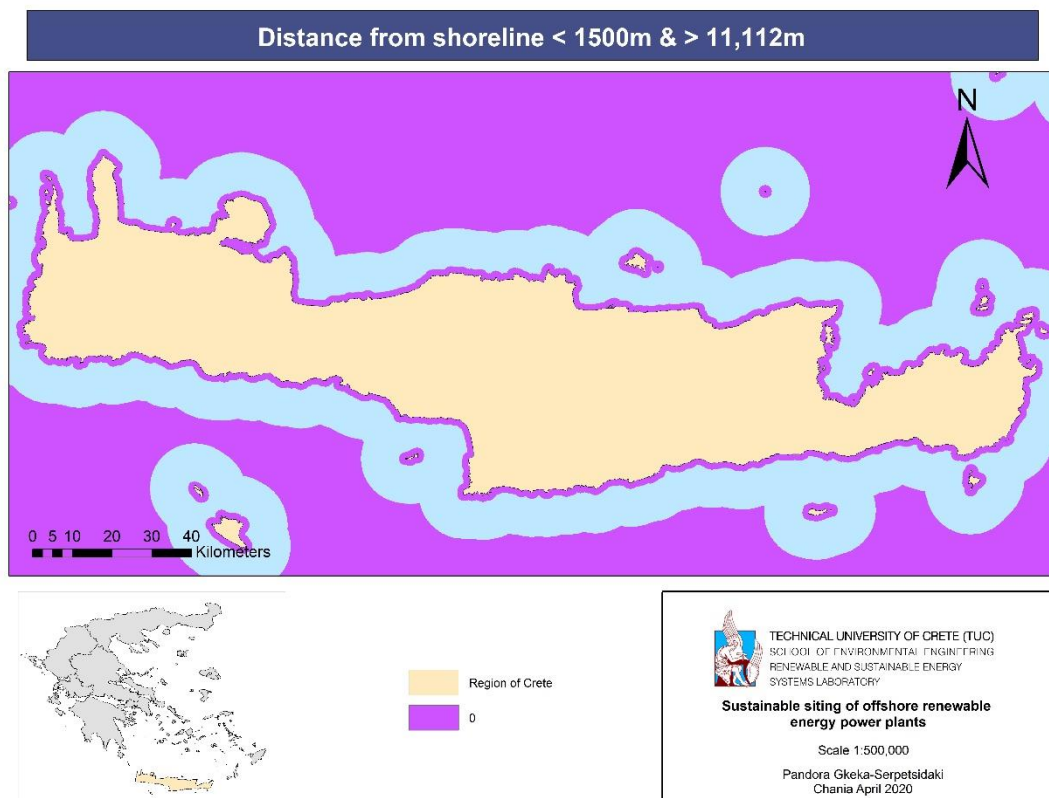 Distance from shoreline < 1500m & > 11,112m
N
0 5 10 20 30 40
Kilometers
Region of Crete
0
TECHNICAL UNIVERSITY OF CRETE (TUC)
SCHOOL OF ENVIRONMENTAL ENGINEERING
RENEWABLE AND SUSTAINABLE ENERGY
SYSTEMS LABORATORY
Sustainable siting of offshore renewable
energy power plants
Scale 1:500,000
Pandora Gkeka-Serpetsidaki
Chania April 2020